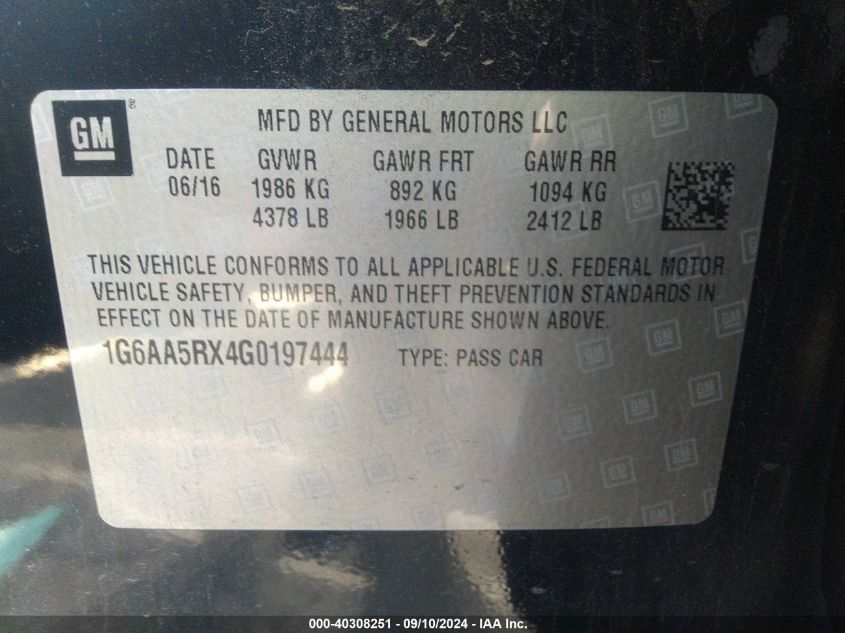 GM
®
MFD BY GENERAL MOTORS LLC
DATE GVWR GAWR FRT GAWR RR
06/16 1986 KG 892 KG 1094 KG
4378 LB 1966 LB 2412 LB
THIS VEHICLE CONFORMS TO ALL APPLICABLE U.S. FEDERAL MOTOR
VEHICLE SAFETY, BUMPER, AND THEFT PREVENTION STANDARDS IN
EFFECT ON THE DATE OF MANUFACTURE SHOWN ABOVE.
1G6AA5RX4G0197444 TYPE: PASS CAR
000-40308251 - 09/10/2024 - IAA Inc.